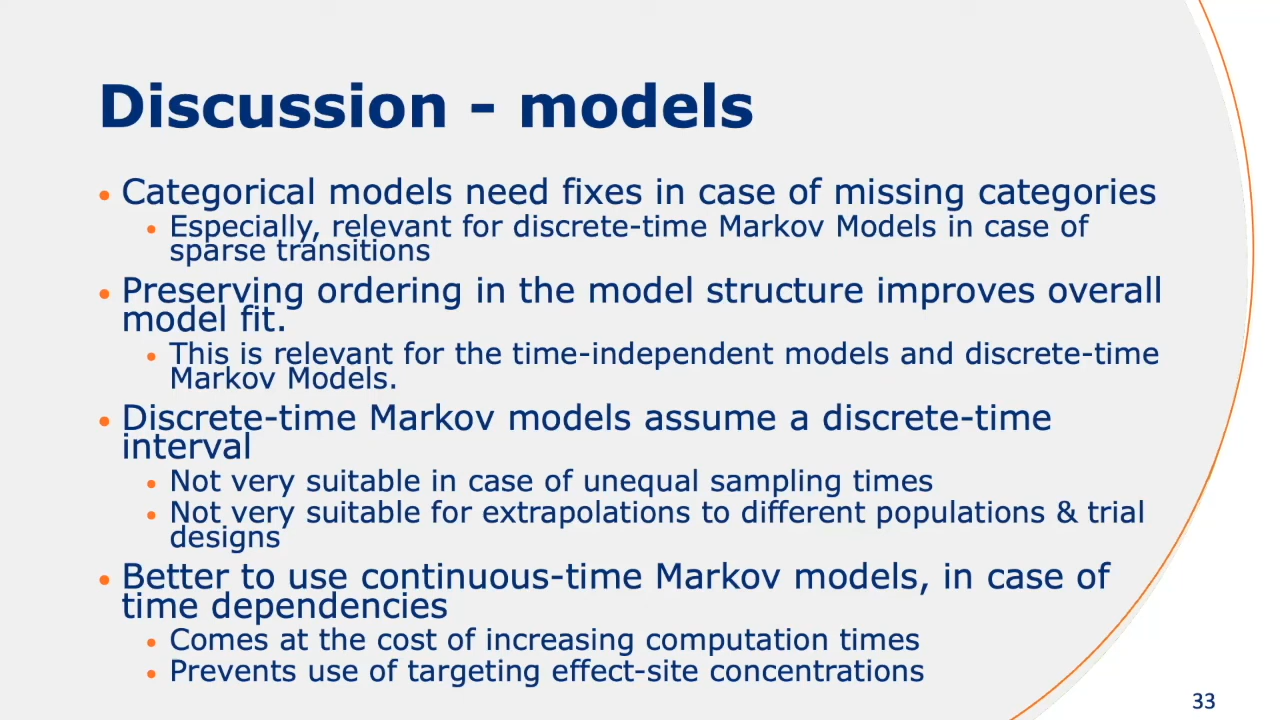 Discussion - models
• Categorical models need fixes in case of missing categories
• Especially, relevant for discrete-time Markov Models in case of
sparse transitions
• Preserving ordering in the model structure improves overall
model fit.
• This is relevant for the time-independent models and discrete-time
Markov Models.
• Discrete-time Markov models assume a discrete-time
interval
• Not very suitable in case of unequal sampling times
• Not very suitable for extrapolations to different populations & trial
designs
• Better to use continuous-time Markov models, in case of
time dependencies
• Comes at the cost of increasing computation times
• Prevents use of targeting effect-site concentrations
33